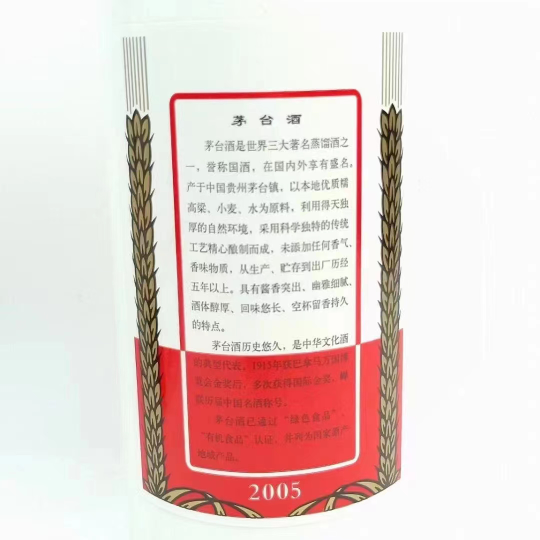 茅台酒
茅台酒是世界三大著名蒸馏酒之
一，誉称国酒，在国内外享有盛名。
产于中国贵州茅台镇，以本地优质糯
高梁、小麦、水为原料，利用得天独
厚的自然环境，采用科学独特的传统
工艺精心酿制而成，未添加任何香气、
香味物质，从生产、贮存到出厂历经
五年以上。具有酱香突出、幽雅细腻、
酒体醇厚、回味悠长、空杯留香持久
的特点。
茅台酒历史悠久，是中华文化酒
的典型代表，1915年获巴拿马万国博
览会金奖后，多次获得国际金奖，蝉
联历届中国名酒称号。
茅台酒已通过“绿色食品”、
“有机食品”认证，并列为国家原产
地域产品。
2005